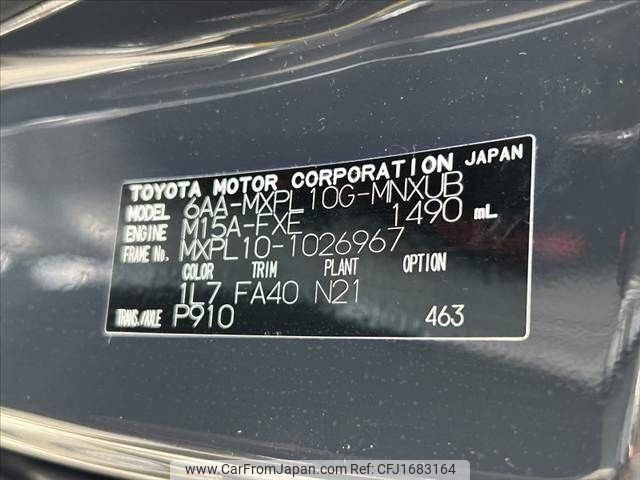 TOYOTA MOTOR CORPORATION JAPAN
MODEL 6AA-MXPL10G-MNXUB
ENGINE M15A-FXE 1490 mL
FRAME No. MXPL10-1026967
COLOR TRIM PLANT OPTION
1L7 FA40 N21
TRANS./AXLE P910 463
www.CarFromJapan.com - REF CFJ1683164